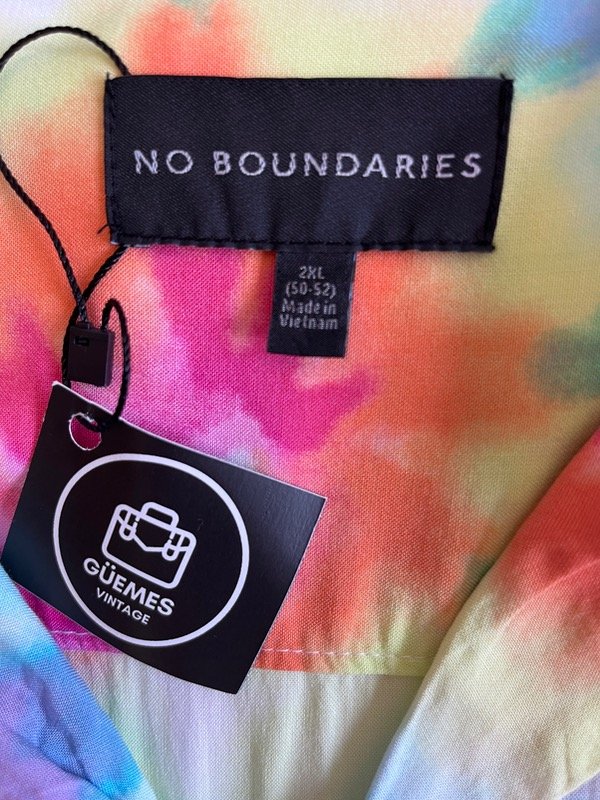 NO BOUNDARIES
2XL
(50-52)
Made in
Vietnam
GÜEMES
VINTAGE